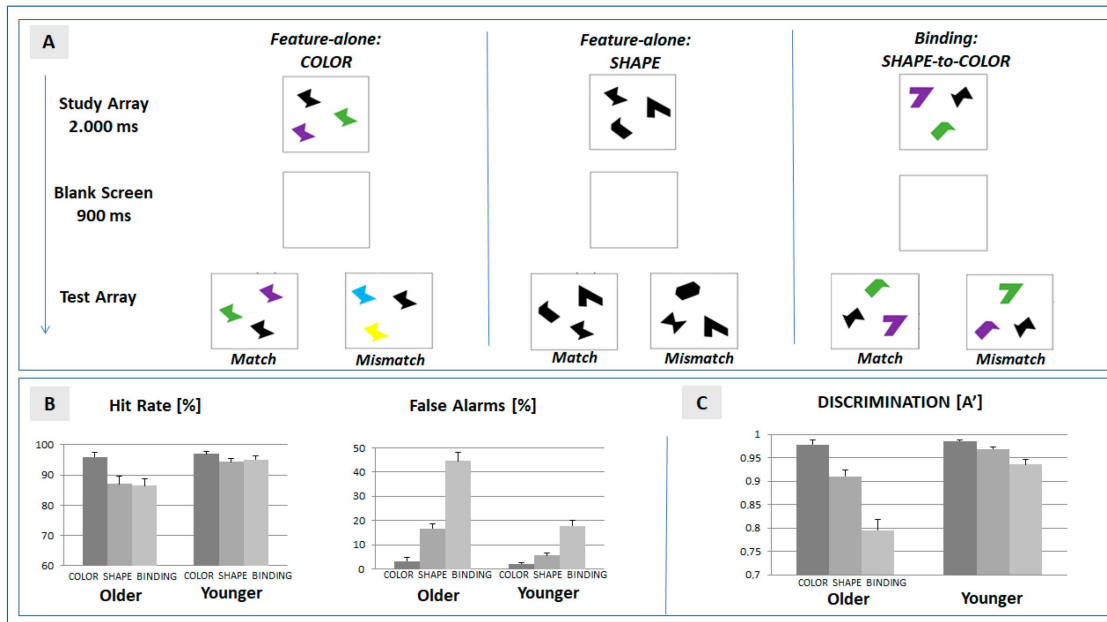 A
Feature-alone:
COLOR
Feature-alone:
SHAPE
Binding:
SHAPE-to-COLOR
Study Array
2.000 ms
Blank Screen
900 ms
Test Array
Match
Mismatch
Match
Mismatch
Match
Mismatch
B
Hit Rate [%]
100
90
80
70
60
COLOR SHAPE BINDING
COLOR SHAPE BINDING
Older
Younger
False Alarms [%]
50
40
30
20
10
0
COLOR SHAPE BINDING
COLOR SHAPE BINDING
Older
Younger
C
DISCRIMINATION [A’]
1
0.95
0.9
0.85
0.8
0.75
0.7
COLOR SHAPE BINDING
Older
Younger